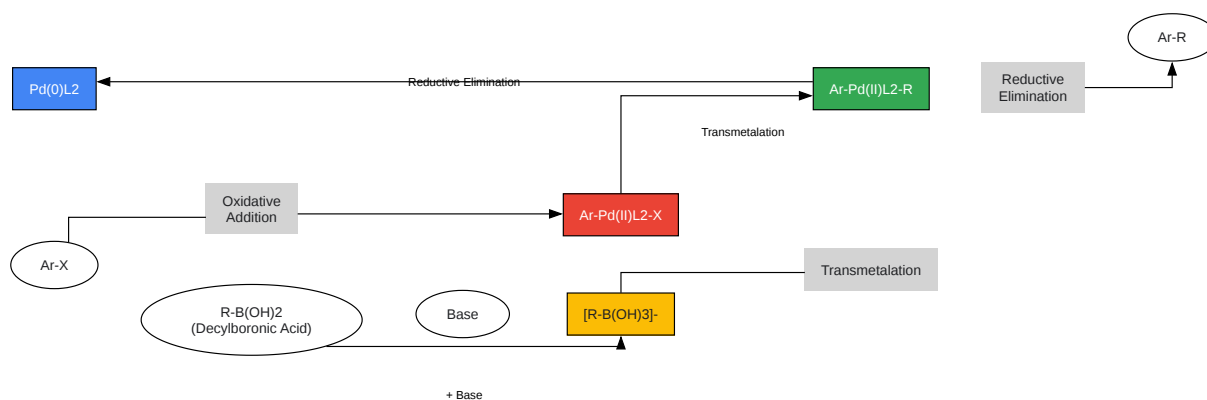 Ar-R
Pd(0)L2
Reductive Elimination
Ar-Pd(II)L2-R
Reductive
Elimination
Transmetalation
Oxidative
Addition
Ar-Pd(II)L2-X
Ar-X
Transmetalation
R-B(OH)2
(Decylboronic Acid)
Base
[R-B(OH)3]-
+ Base